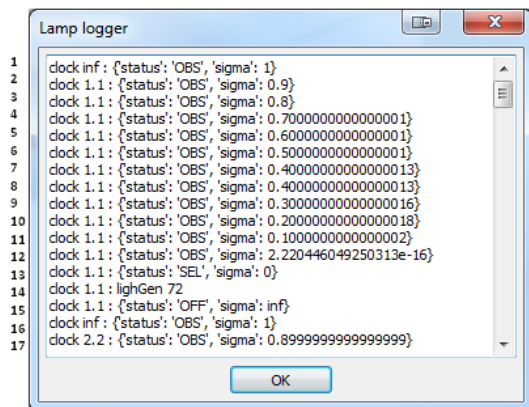 Lamp logger
1 clock inf : {'status': 'OBS', 'sigma': 1}
2 clock 1.1 : {'status': 'OBS', 'sigma': 0.9}
3 clock 1.1 : {'status': 'OBS', 'sigma': 0.8}
4 clock 1.1 : {'status': 'OBS', 'sigma': 0.7000000000000001}
5 clock 1.1 : {'status': 'OBS', 'sigma': 0.6000000000000001}
6 clock 1.1 : {'status': 'OBS', 'sigma': 0.5000000000000001}
7 clock 1.1 : {'status': 'OBS', 'sigma': 0.40000000000000013}
8 clock 1.1 : {'status': 'OBS', 'sigma': 0.40000000000000013}
9 clock 1.1 : {'status': 'OBS', 'sigma': 0.30000000000000016}
10 clock 1.1 : {'status': 'OBS', 'sigma': 0.20000000000000018}
11 clock 1.1 : {'status': 'OBS', 'sigma': 0.1000000000000002}
12 clock 1.1 : {'status': 'OBS', 'sigma': 2.220446049250313e-16}
13 clock 1.1 : {'status': 'SEL', 'sigma': 0}
14 clock 1.1 : lighGen 72
15 clock 1.1 : {'status': 'OFF', 'sigma': inf}
16 clock inf : {'status': 'OBS', 'sigma': 1}
17 clock 2.2 : {'status': 'OBS', 'sigma': 0.8999999999999999}
OK